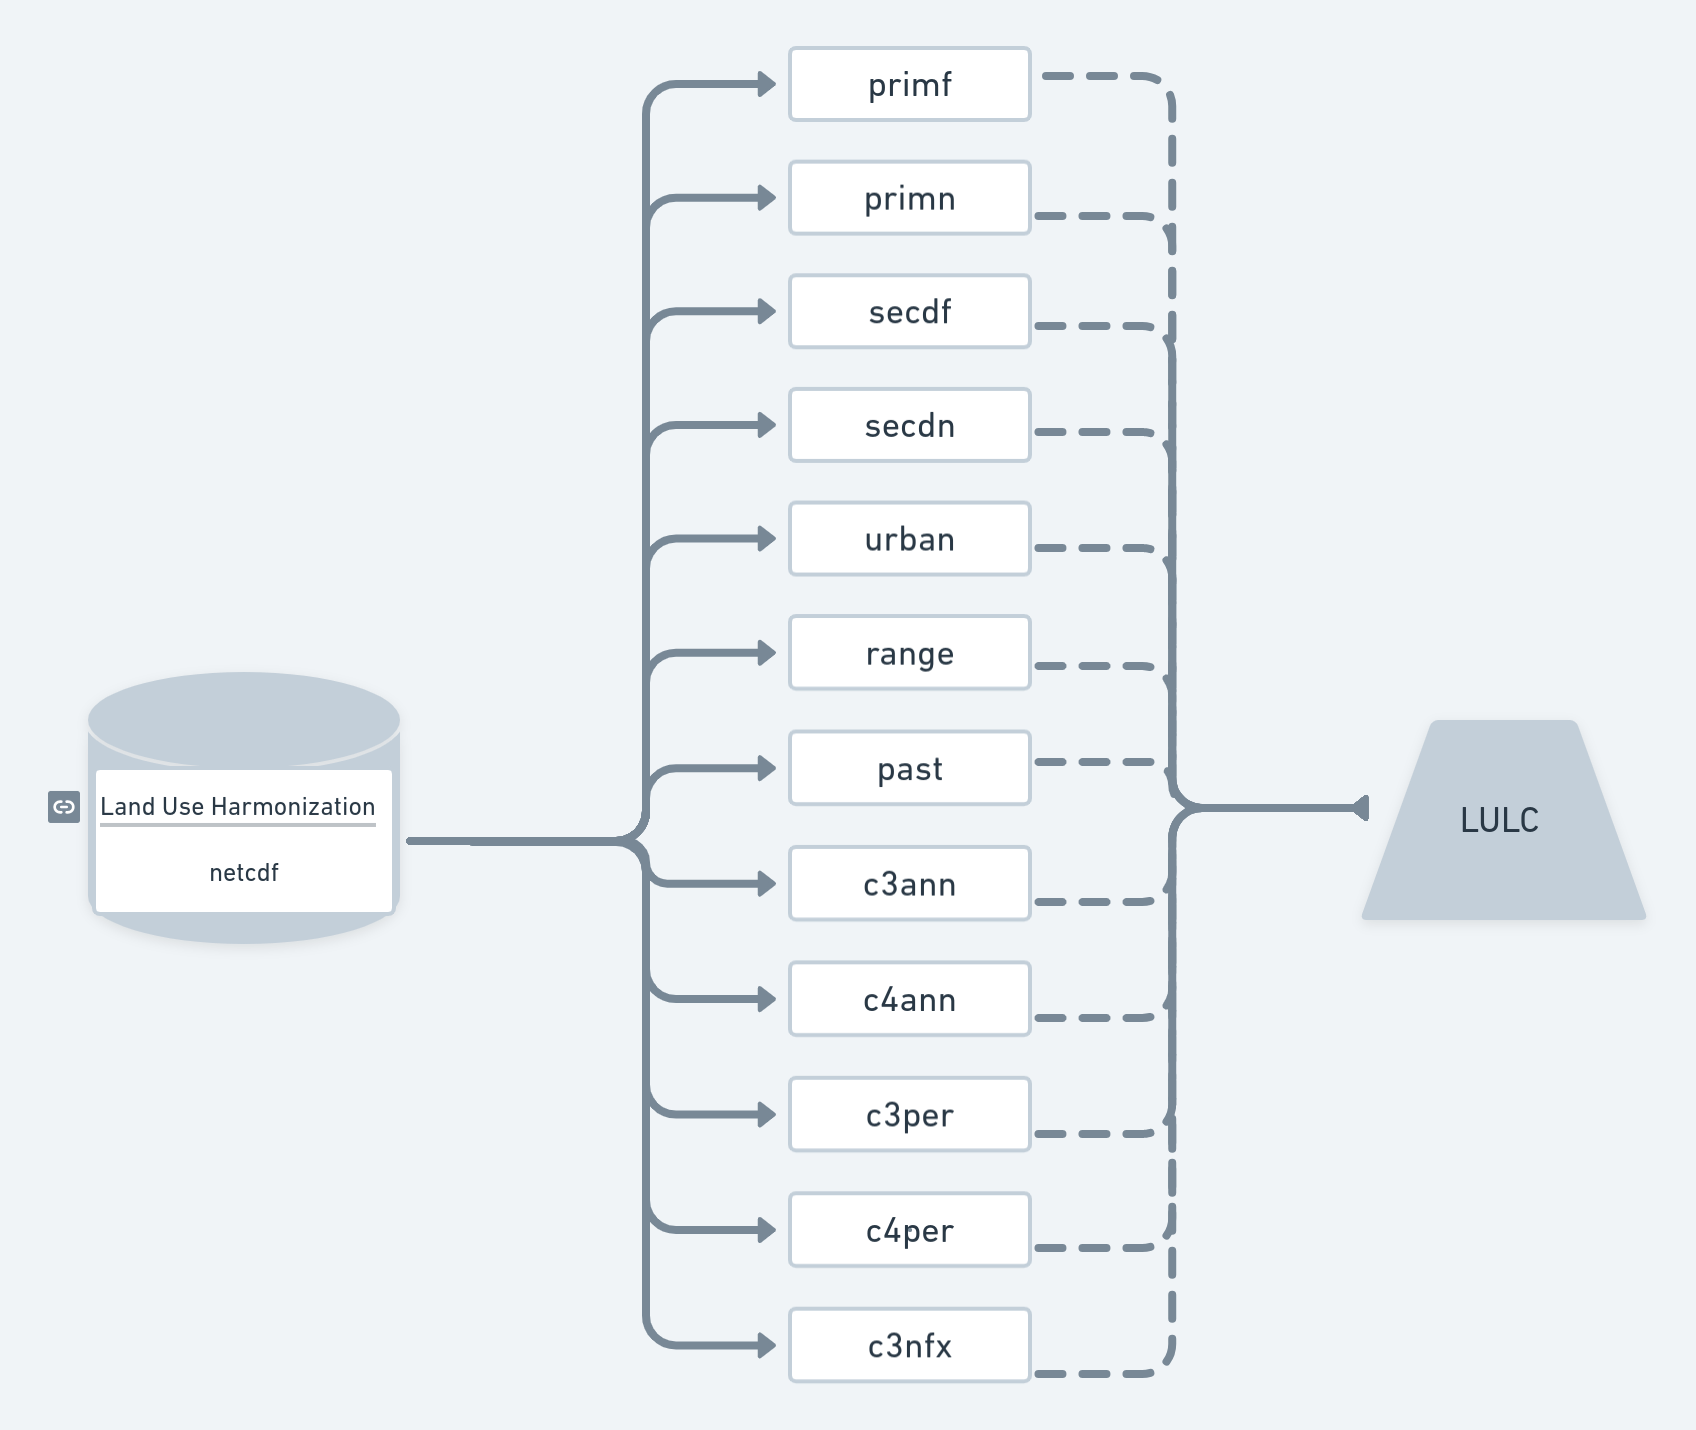 primf
primn
secdf
secdn
urban
range
past
c3ann
c4ann
c3per
c4per
c3nfx
Land Use Harmonization
netcdf
LULC